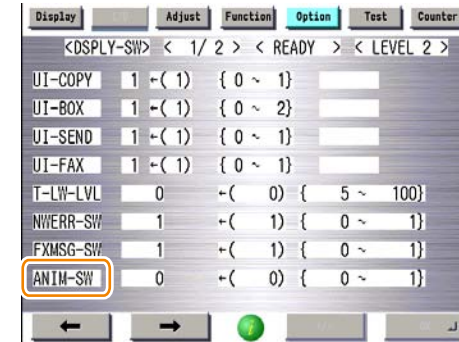 Display Adjust Function Option Test Counter
<DSPLY-SW> < 1/ 2 > < READY > < LEVEL 2 >
UI-COPY 1 ←( 1) { 0 ~ 1}
UI-BOX 1 ←( 1) { 0 ~ 2}
UI-SEND 1 ←( 1) { 0 ~ 1}
UI-FAX 1 ←( 1) { 0 ~ 1}
T-LW-LVL 0 ←( 0) { 5 ~ 100}
NWERR-SW 1 ←( 1) { 0 ~ 1}
FXMSG-SW 1 ←( 1) { 0 ~ 1}
ANIM-SW 0 ←( 0) { 0 ~ 1}
← → i